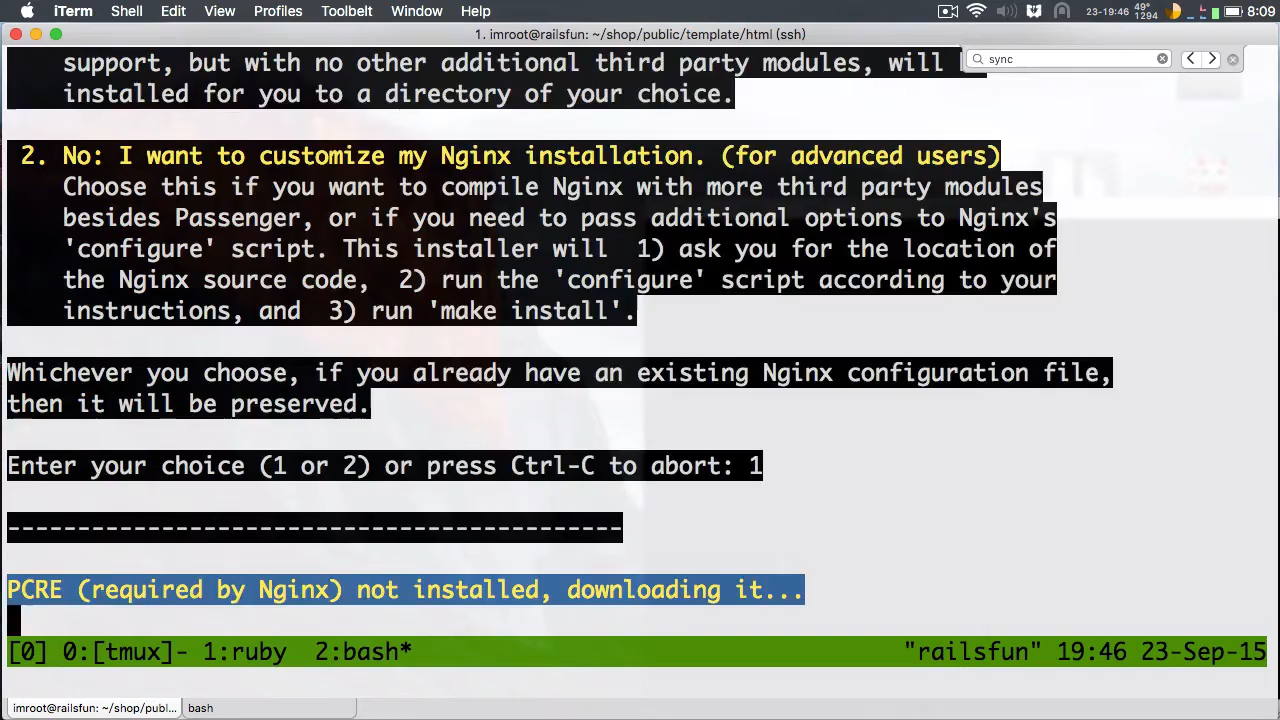 iTerm Shell Edit View Profiles Toolbelt Window Help 23-19:46 49° 1294 8:09
1. imroot@railsfun: ~/shop/public/template/html (ssh)
sync
support, but with no other additional third party modules, will
installed for you to a directory of your choice.
2. No: I want to customize my Nginx installation. (for advanced users)
Choose this if you want to compile Nginx with more third party modules
besides Passenger, or if you need to pass additional options to Nginx's
'configure' script. This installer will 1) ask you for the location of
the Nginx source code, 2) run the 'configure' script according to your
instructions, and 3) run 'make install'.
Whichever you choose, if you already have an existing Nginx configuration file,
then it will be preserved.
Enter your choice (1 or 2) or press Ctrl-C to abort: 1
--------------------------------------------
PCRE (required by Nginx) not installed, downloading it...
[0] 0:[tmux]- 1:ruby 2:bash* "railsfun" 19:46 23-Sep-15
imroot@railsfun: ~/shop/publ... bash